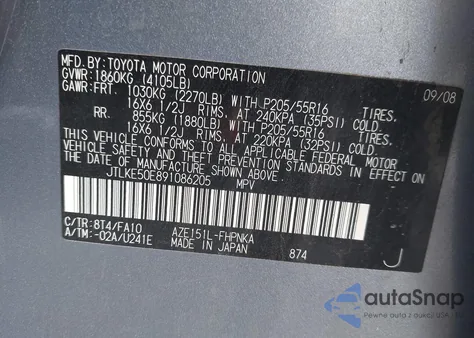 MFD.BY:TOYOTA MOTOR CORPORATION 09/08
GVWR:1860KG (4105LB)
GAWR:FRT. 1030KG (2270LB) WITH P205/55R16 TIRES.
16X6 1/2J RIMS. AT 240KPA (35PSI) COLD.
RR. 855KG (1880LB) WITH P205/55R16 TIRES.
16X6 1/2J RIMS. AT 220KPA (32PSI) COLD.
THIS VEHICLE CONFORMS TO ALL APPLICABLE FEDERAL MOTOR
VEHICLE SAFETY, BUMPER, AND THEFT PREVENTION STANDARDS
IN EFFECT ON THE DATE OF MANUFACTURE SHOWN ABOVE.
JTLKE50E891086205 MPV
C/TR:8T4/FA10 AZE151L-FHPNKA
A/TM:-02A/U241E MADE IN JAPAN 874 J
autoSnap
Pewne auta z USA